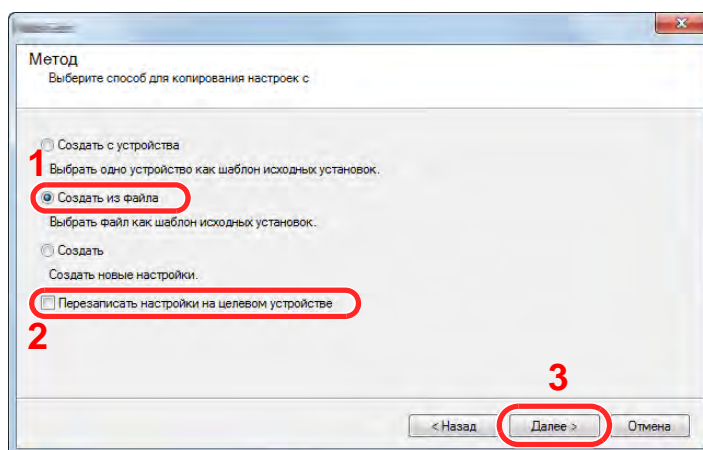 Метод
Выберите способ для копирования настроек с
Создать с устройства
1
Выбрать одно устройство как шаблон исходных установок.
Создать из файла
Выбрать файл как шаблон исходных установок.
Создать
Создать новые настройки.
Перезаписать настройки на целевом устройстве
2
3
< Назад Далее > Отмена